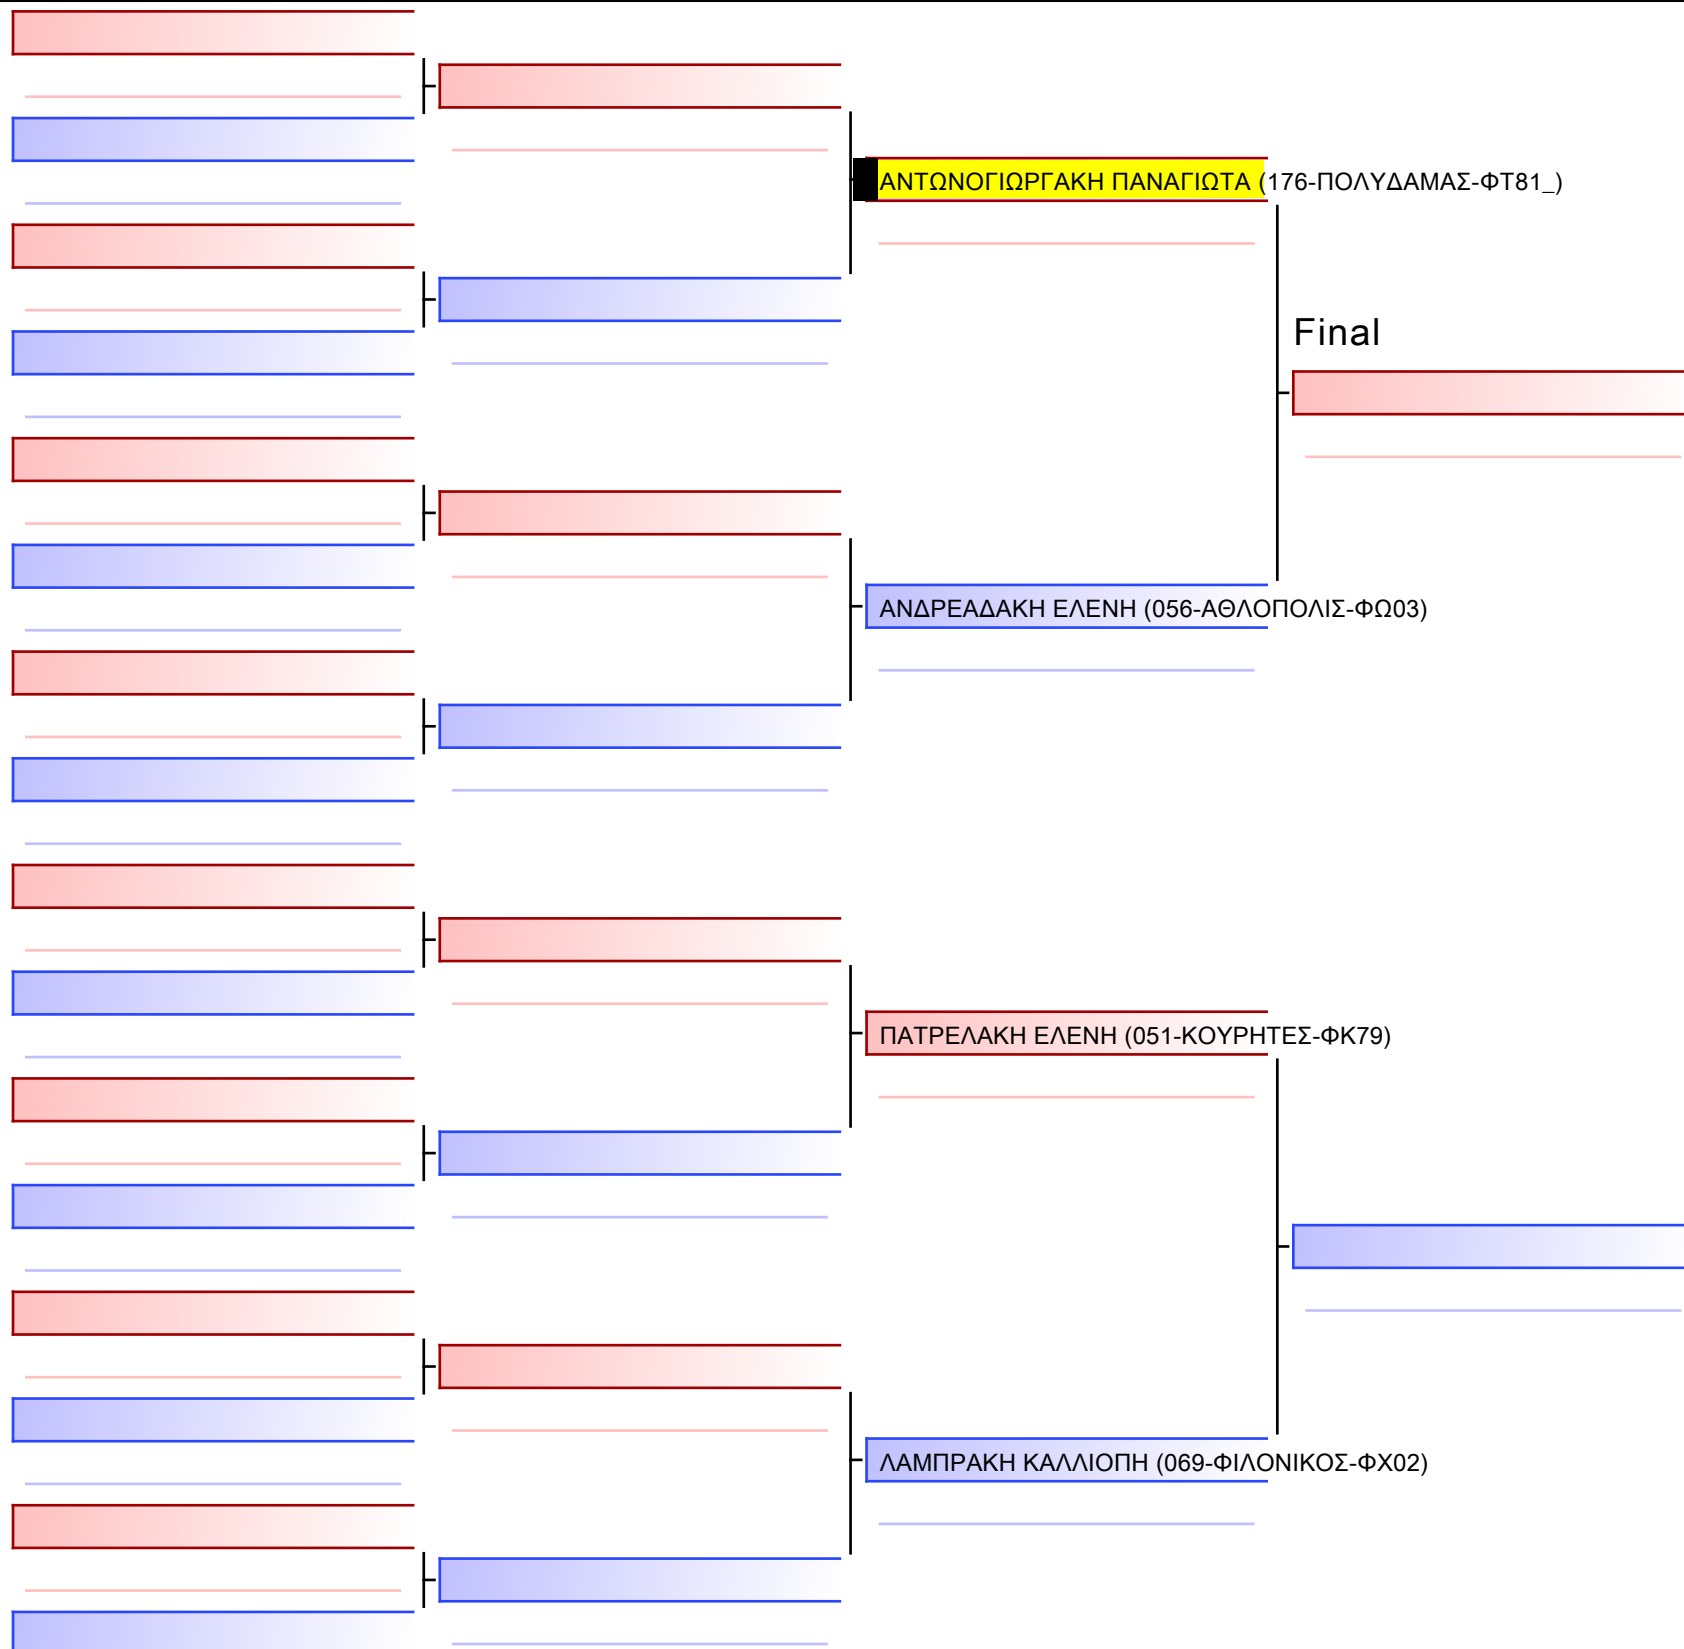 ΑΝΤΩΝΟΓΙΩΡΓΑΚΗ ΠΑΝΑΓΙΩΤΑ (176-ΠΟΛΥΔΑΜΑΣ-ΦΤ81_)
Final
ΑΝΔΡΕΑΔΑΚΗ ΕΛΕΝΗ (056-ΑΘΛΟΠΟΛΙΣ-ΦΩ03)
ΠΑΤΡΕΛΑΚΗ ΕΛΕΝΗ (051-ΚΟΥΡΗΤΕΣ-ΦΚ79)
ΛΑΜΠΡΑΚΗ ΚΑΛΛΙΟΠΗ (069-ΦΙΛΟΝΙΚΟΣ-ΦΧ02)